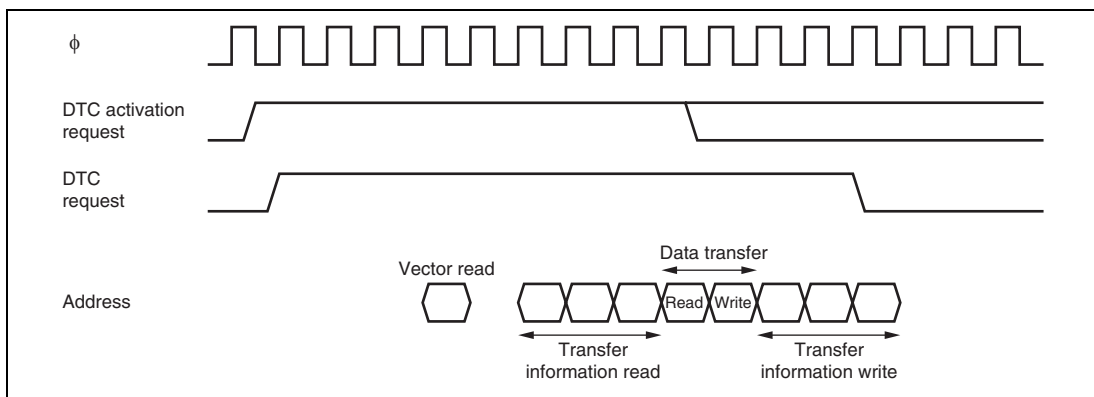 ϕ
DTC activation
request
DTC
request
Data transfer
Vector read
Address
Read
Write
Transfer
information read
Transfer
information write